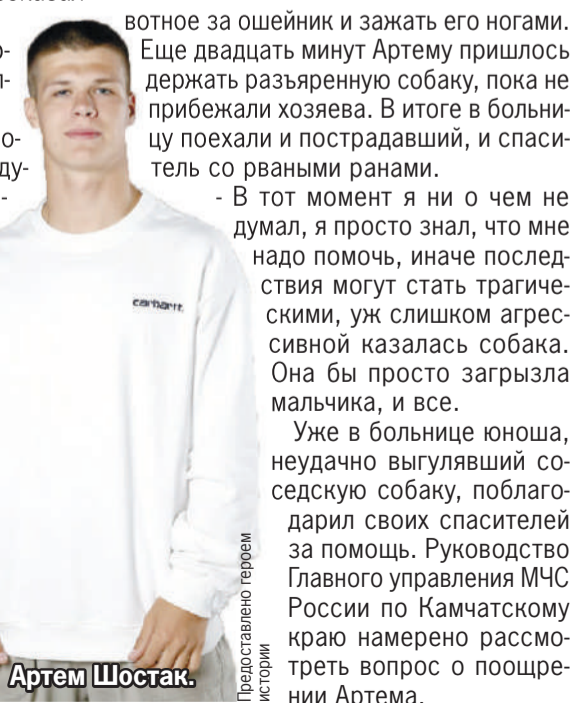 вотное за ошейник и зажать его ногами.
Еще двадцать минут Артему пришлось
держать разъяренную собаку, пока не
прибежали хозяева. В итоге в больни-
цу поехали и пострадавший, и спаси-
тель со рваными ранами.
- В тот момент я ни о чем не
думал, я просто знал, что мне
надо помочь, иначе послед-
ствия могут стать трагиче-
скими, уж слишком агрес-
сивной казалась собака.
Она бы просто загрызла
мальчика, и все.
Уже в больнице юноша,
неудачно выгулявший со-
седскую собаку, поблаго-
дарил своих спасителей
за помощь. Руководство
Главного управления МЧС
России по Камчатскому
краю намерено рассмо-
треть вопрос о поощре-
нии Артема.
carhartt.
Артем Шостак.
Предоставлено героем
истории